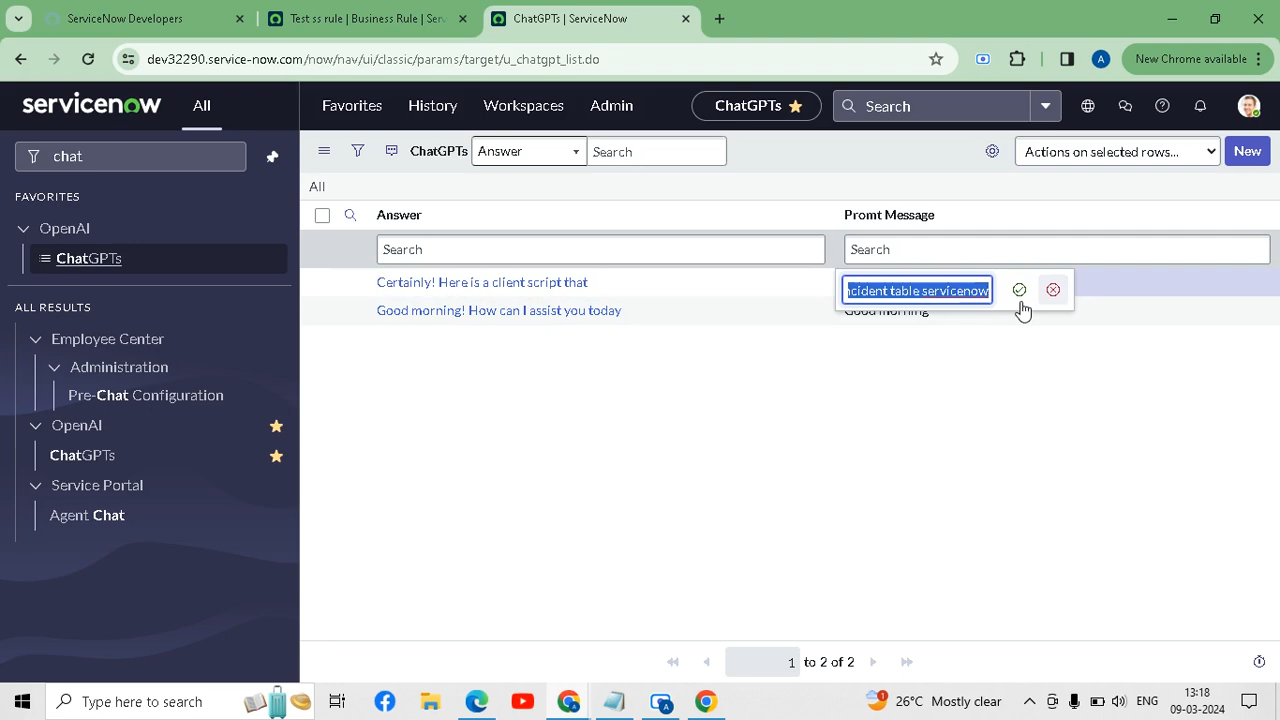 ServiceNow Developers
Test ss rule | Business Rule | Serv
ChatGPTs | ServiceNow
dev32290.service-now.com/now/nav/ui/classic/params/target/u_chatgpt_list.do
A
New Chrome available
servicenow
All
Favorites
History
Workspaces
Admin
ChatGPTs
Search
chat
ChatGPTs
Answer
Search
Actions on selected rows...
New
All
FAVORITES
OpenAI
ChatGPTs
Answer
Promt Message
Search
Search
Certainly! Here is a client script that
ncident table servicenow
Good morning! How can I assist you today
Good morning
ALL RESULTS
Employee Center
Administration
Pre-Chat Configuration
OpenAI
ChatGPTs
Service Portal
Agent Chat
1 to 2 of 2
Type here to search
26°C Mostly clear
13:18
09-03-2024